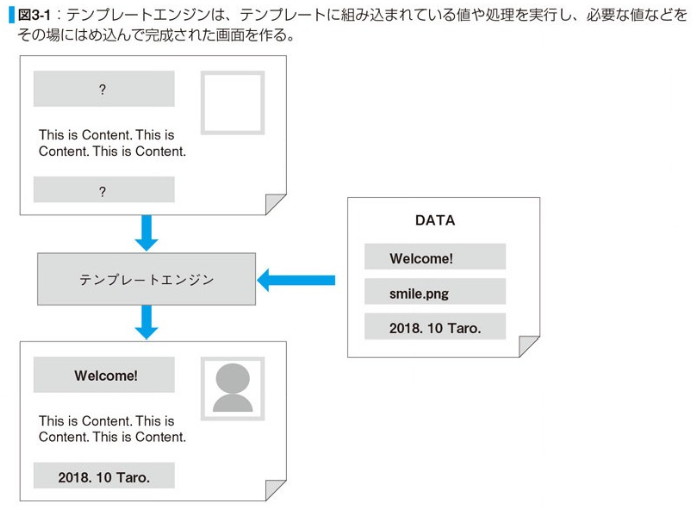 図3-1：テンプレートエンジンは、テンプレートに組み込まれている値や処理を実行し、必要な値などを
その場にはめ込んで完成された画面を作る。
?
This is Content. This is
Content. This is Content.
?
テンプレートエンジン
DATA
Welcome!
smile.png
2018. 10 Taro.
Welcome!
This is Content. This is
Content. This is Content.
2018. 10 Taro.